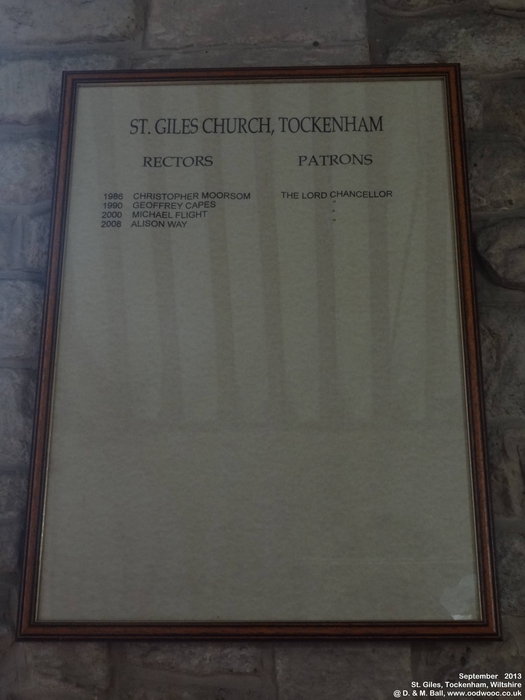 ST. GILES CHURCH, TOCKENHAM
RECTORS PATRONS
1986 CHRISTOPHER MOORSOM THE LORD CHANCELLOR
1990 GEOFFREY CAPES "
2000 MICHAEL FLIGHT "
2008 ALISON WAY "
September 2013
St. Giles, Tockenham, Wiltshire
@ D. & M. Ball, www.oodwooc.co.uk